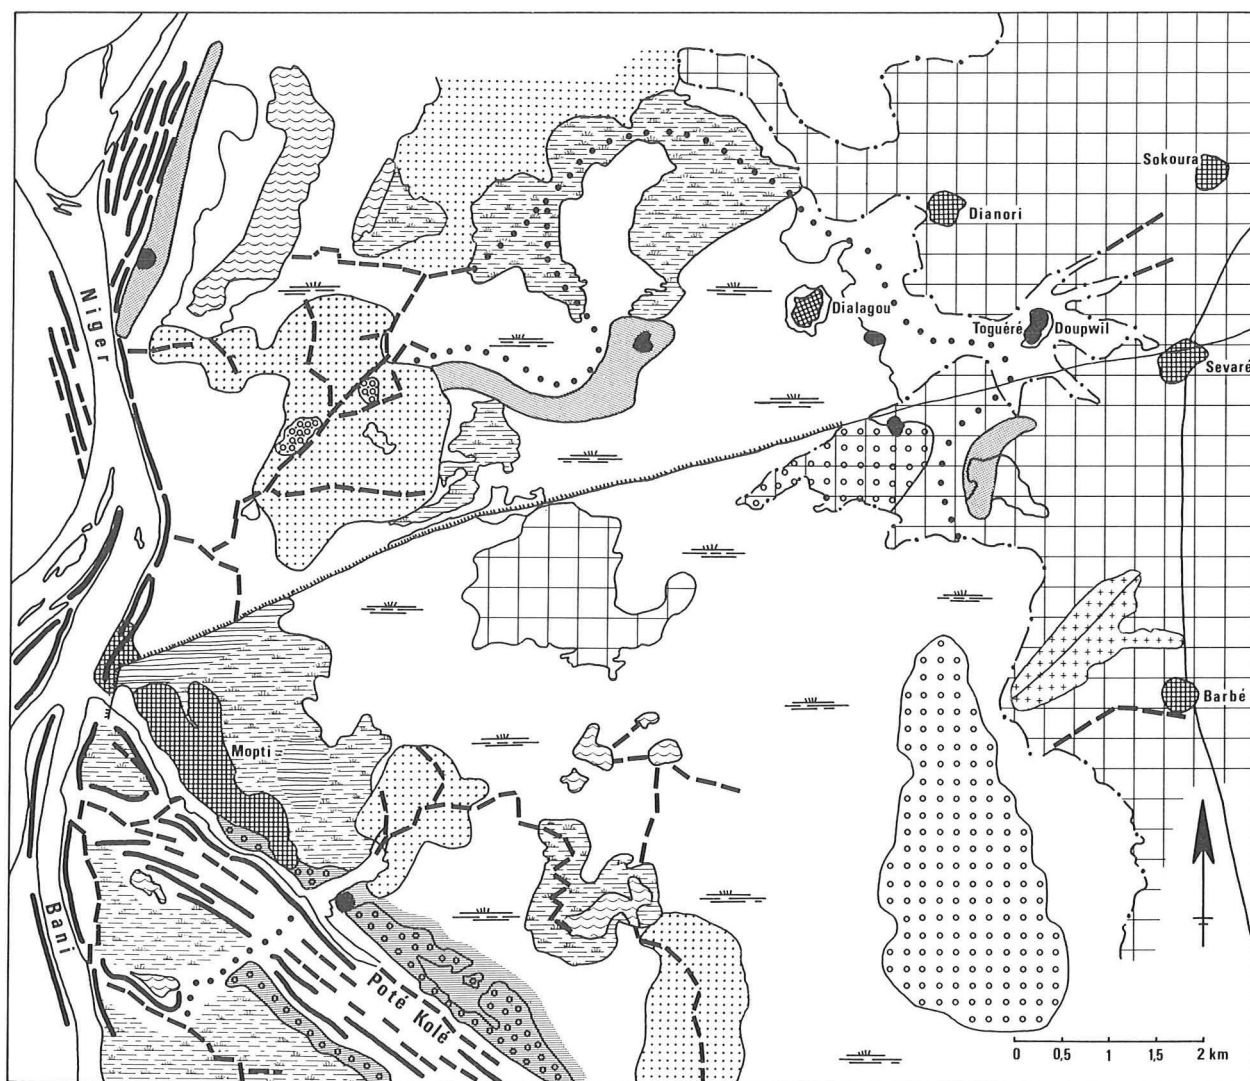 Sokoura
Dianori
Niger
Dialagou
Toguéré Doupwil
Sevaré
Barbé
Mopti
Bani
Poté Kolé
0 0,5 1 1,5 2 km